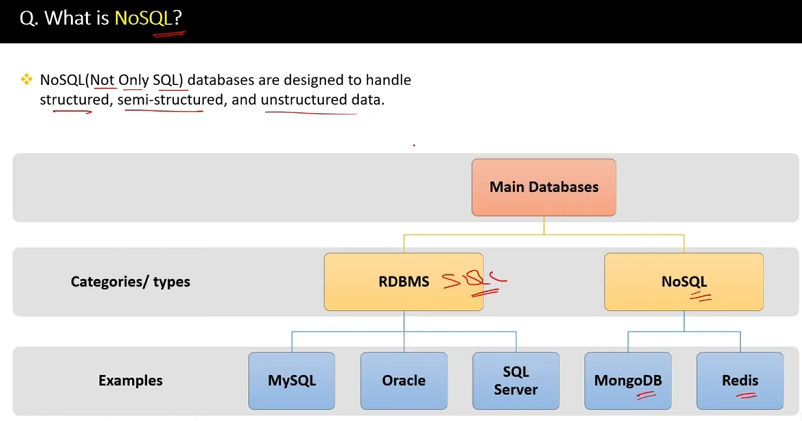 Q. What is NoSQL?
❖ NoSQL(Not Only SQL) databases are designed to handle
structured, semi-structured, and unstructured data.
Main Databases
Categories/ types
RDBMS SQL
NoSQL
Examples
MySQL
Oracle
SQL
Server
MongoDB
Redis